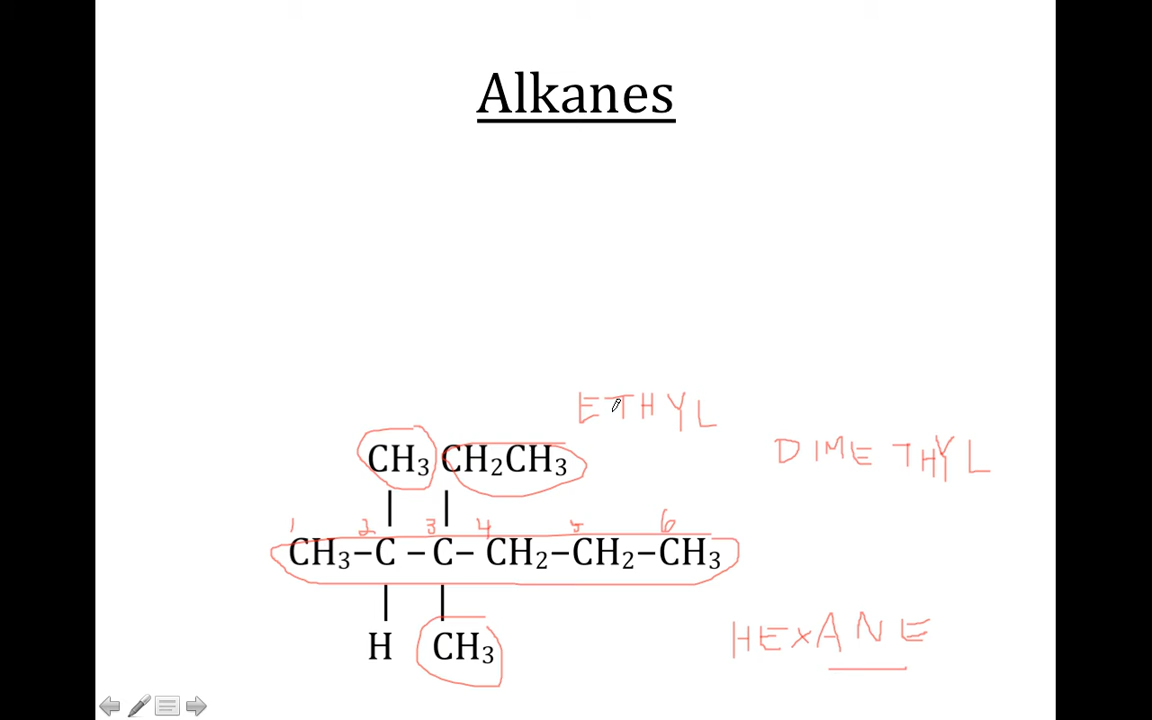 Alkanes
ETHYL
DIMETHYL
CH₃ CH₂CH₃
1 2 3 4 5 6
CH₃–C –C– CH₂–CH₂–CH₃
H CH₃
HEXANE